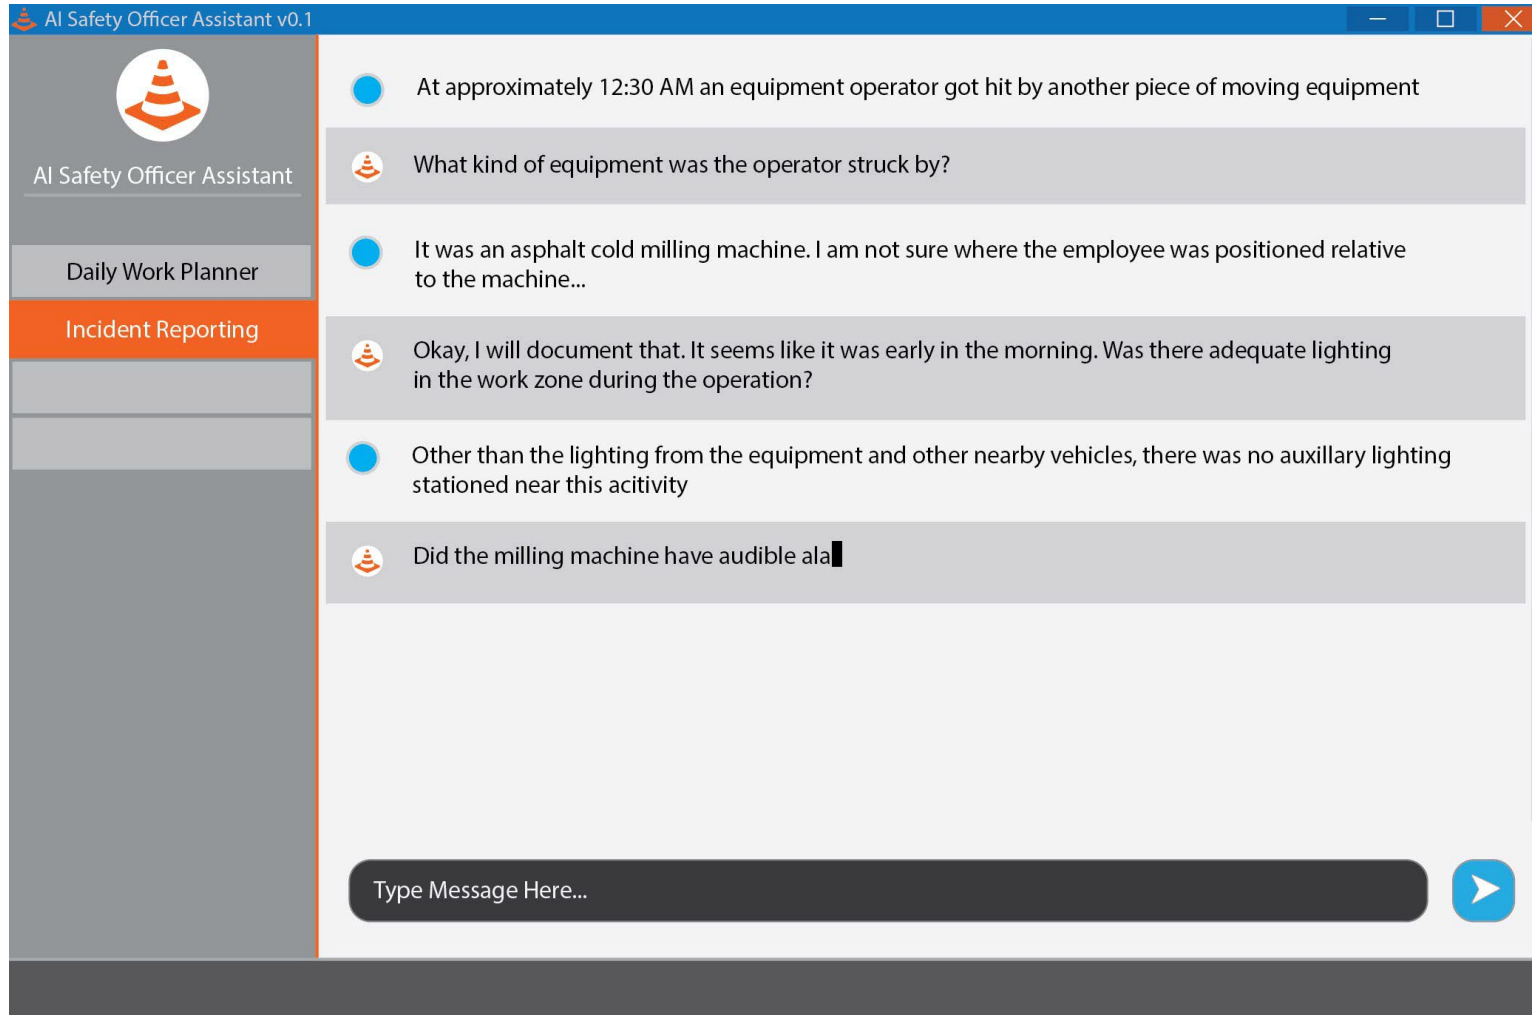 AI Safety Officer Assistant v0.1
AI Safety Officer Assistant
Daily Work Planner
Incident Reporting
At approximately 12:30 AM an equipment operator got hit by another piece of moving equipment
What kind of equipment was the operator struck by?
It was an asphalt cold milling machine. I am not sure where the employee was positioned relative
to the machine...
Okay, I will document that. It seems like it was early in the morning. Was there adequate lighting
in the work zone during the operation?
Other than the lighting from the equipment and other nearby vehicles, there was no auxillary lighting
stationed near this acitivity
Did the milling machine have audible ala
Type Message Here...